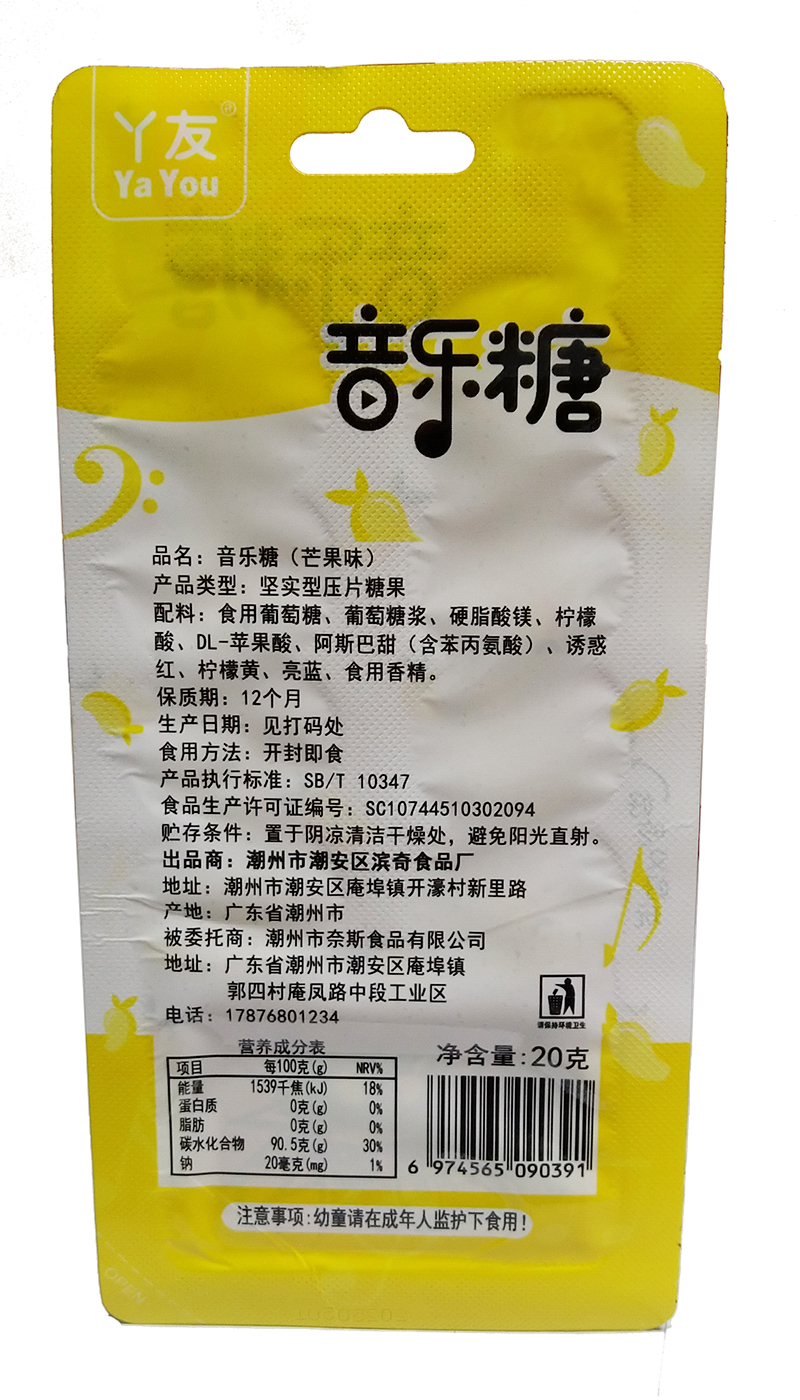 丫友®
Ya You
音乐糖
品名：音乐糖（芒果味）
产品类型：坚实型压片糖果
配料：食用葡萄糖、葡萄糖浆、硬脂酸镁、柠檬
酸、DL-苹果酸、阿斯巴甜（含苯丙氨酸）、诱惑
红、柠檬黄、亮蓝、食用香精。
保质期：12个月
生产日期：见打码处
食用方法：开封即食
产品执行标准：SB/T 10347
食品生产许可证编号：SC10744510302094
贮存条件：置于阴凉清洁干燥处，避免阳光直射。
出品商：潮州市潮安区滨奇食品厂
地址：潮州市潮安区庵埠镇开濠村新里路
产地：广东省潮州市
被委托商：潮州市奈斯食品有限公司
地址：广东省潮州市潮安区庵埠镇
郭四村庵凤路中段工业区
电话：17876801234
请保持环境卫生
营养成分表
项目 每100克(g) NRV%
能量 1539千焦(kJ) 18%
蛋白质 0克(g) 0%
脂肪 0克(g) 0%
碳水化合物 90.5克(g) 30%
钠 20毫克(mg) 1%
净含量:20克
6 974565 090391
注意事项:幼童请在成年人监护下食用!
OPEN